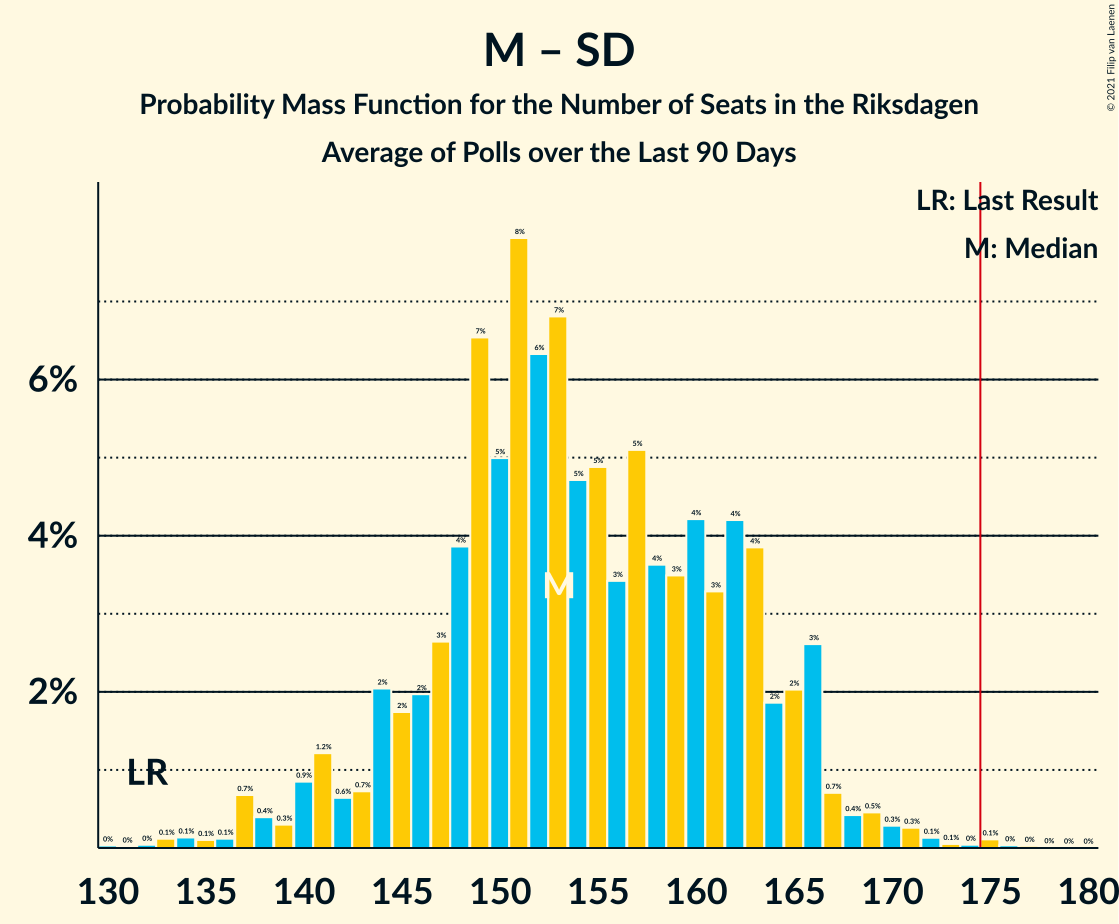 M – SD
Probability Mass Function for the Number of Seats in the Riksdagen
Average of Polls over the Last 90 Days
© 2021 Filip van Laenen
LR: Last Result
M: Median
6%
4%
2%
0% 0% 0% 0.1% 0.1% 0.1% 0.1% 0.7% 0.4% 0.3% 0.9% 1.2% 0.6% 0.7% 2% 2% 2% 3% 4% 7% 5% 8% 6% 7% 5% 5% 3% 5% 4% 3% 4% 3% 4% 4% 2% 2% 3% 0.7% 0.4% 0.5% 0.3% 0.3% 0.1% 0.1% 0% 0.1% 0% 0% 0% 0% 0%
M
LR
130 135 140 145 150 155 160 165 170 175 180